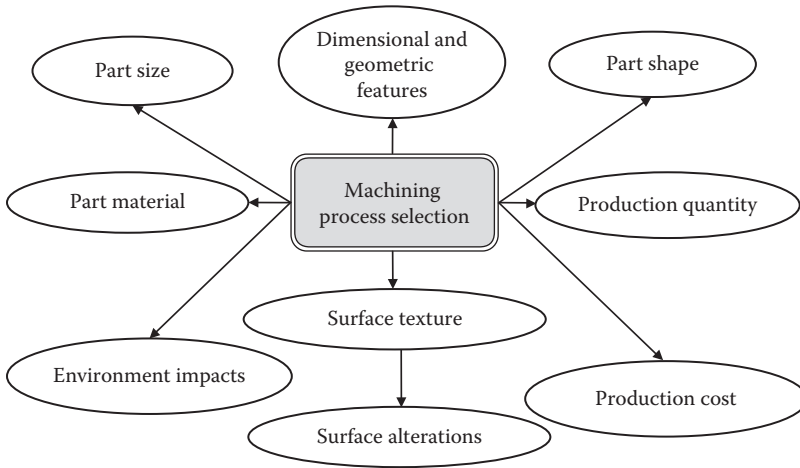 Dimensional and
geometric
features
Part size
Part shape
Machining
process selection
Part material
Production quantity
Surface texture
Environment impacts
Production cost
Surface alterations